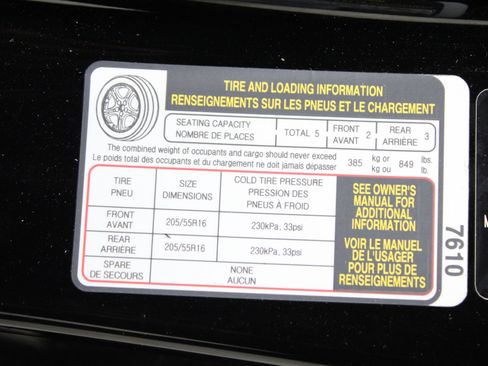 TIRE AND LOADING INFORMATION
RENSEIGNEMENTS SUR LES PNEUS ET LE CHARGEMENT
SEATING CAPACITY
NOMBRE DE PLACES
TOTAL 5
FRONT
AVANT 2
REAR
ARRIÈRE 3
The combined weight of occupants and cargo should never exceed
Le poids total des occupants et du chargement ne doit jamais dépasser
385 kg or
kg ou
849 lbs.
lb.
TIRE
PNEU
SIZE
DIMENSIONS
COLD TIRE PRESSURE
PRESSION DES
PNEUS À FROID
FRONT
AVANT
205/55R16
230kPa, 33psi
REAR
ARRIÈRE
205/55R16
230kPa, 33psi
SPARE
DE SECOURS
NONE
AUCUN
SEE OWNER'S
MANUAL FOR
ADDITIONAL
INFORMATION
VOIR LE MANUEL
DE L'USAGER
POUR PLUS DE
RENSEIGNEMENTS
7610
M